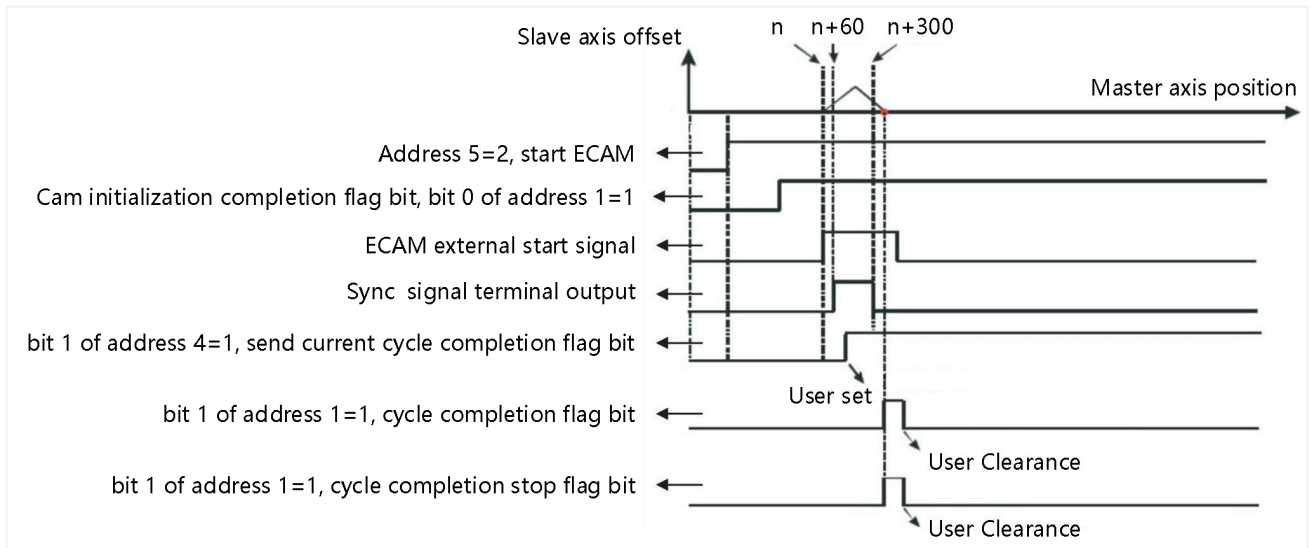 n n+60 n+300
Slave axis offset
Master axis position
Address 5=2, start ECAM
Cam initialization completion flag bit, bit 0 of address 1=1
ECAM external start signal
Sync signal terminal output
bit 1 of address 4=1, send current cycle completion flag bit
User set
bit 1 of address 1=1, cycle completion flag bit
User Clearance
bit 1 of address 1=1, cycle completion stop flag bit
User Clearance